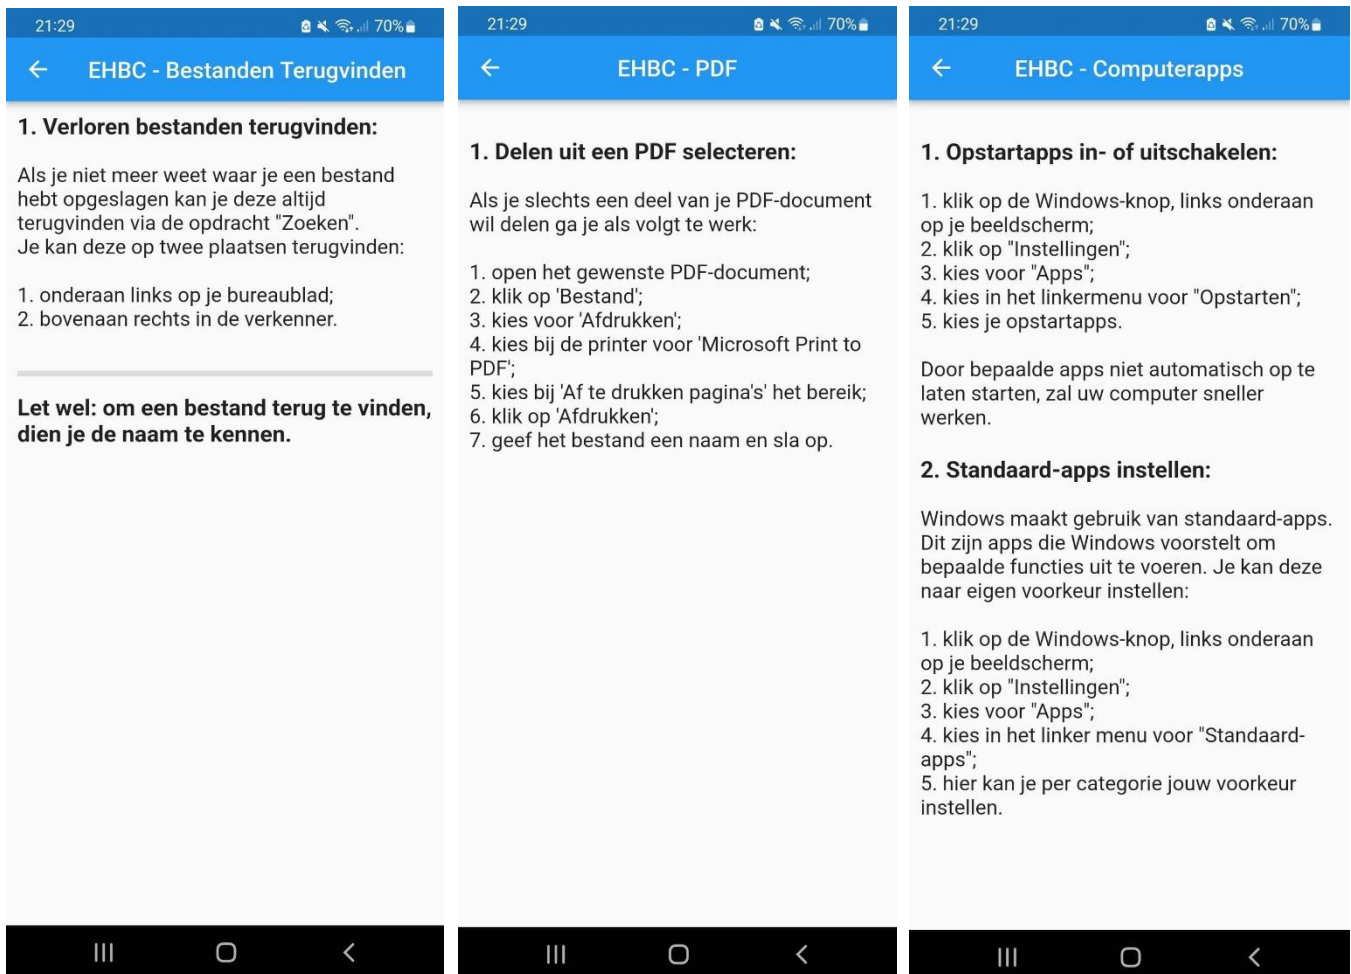 21:29
70%
EHBC - Bestanden Terugvinden
1. Verloren bestanden terugvinden:
Als je niet meer weet waar je een bestand
hebt opgeslagen kan je deze altijd
terugvinden via de opdracht "Zoeken".
Je kan deze op twee plaatsen terugvinden:
1. onderaan links op je bureaublad;
2. bovenaan rechts in de verkenner.
Let wel: om een bestand terug te vinden,
dien je de naam te kennen.
21:29
70%
EHBC - PDF
1. Delen uit een PDF selecteren:
Als je slechts een deel van je PDF-document
wil delen ga je als volgt te werk:
1. open het gewenste PDF-document;
2. klik op 'Bestand';
3. kies voor 'Afdrukken';
4. kies bij de printer voor 'Microsoft Print to
PDF';
5. kies bij 'Af te drukken pagina's' het bereik;
6. klik op 'Afdrukken';
7. geef het bestand een naam en sla op.
21:29
70%
EHBC - Computerapps
1. Opstartapps in- of uitschakelen:
1. klik op de Windows-knop, links onderaan
op je beeldscherm;
2. klik op "Instellingen";
3. kies voor "Apps";
4. kies in het linkermenu voor "Opstarten";
5. kies je opstartapps.
Door bepaalde apps niet automatisch op te
laten starten, zal uw computer sneller
werken.
2. Standaard-apps instellen:
Windows maakt gebruik van standaard-apps.
Dit zijn apps die Windows voorstelt om
bepaalde functies uit te voeren. Je kan deze
naar eigen voorkeur instellen:
1. klik op de Windows-knop, links onderaan
op je beeldscherm;
2. klik op "Instellingen";
3. kies voor "Apps";
4. kies in het linker menu voor "Standaard-
apps";
5. hier kan je per categorie jouw voorkeur
instellen.